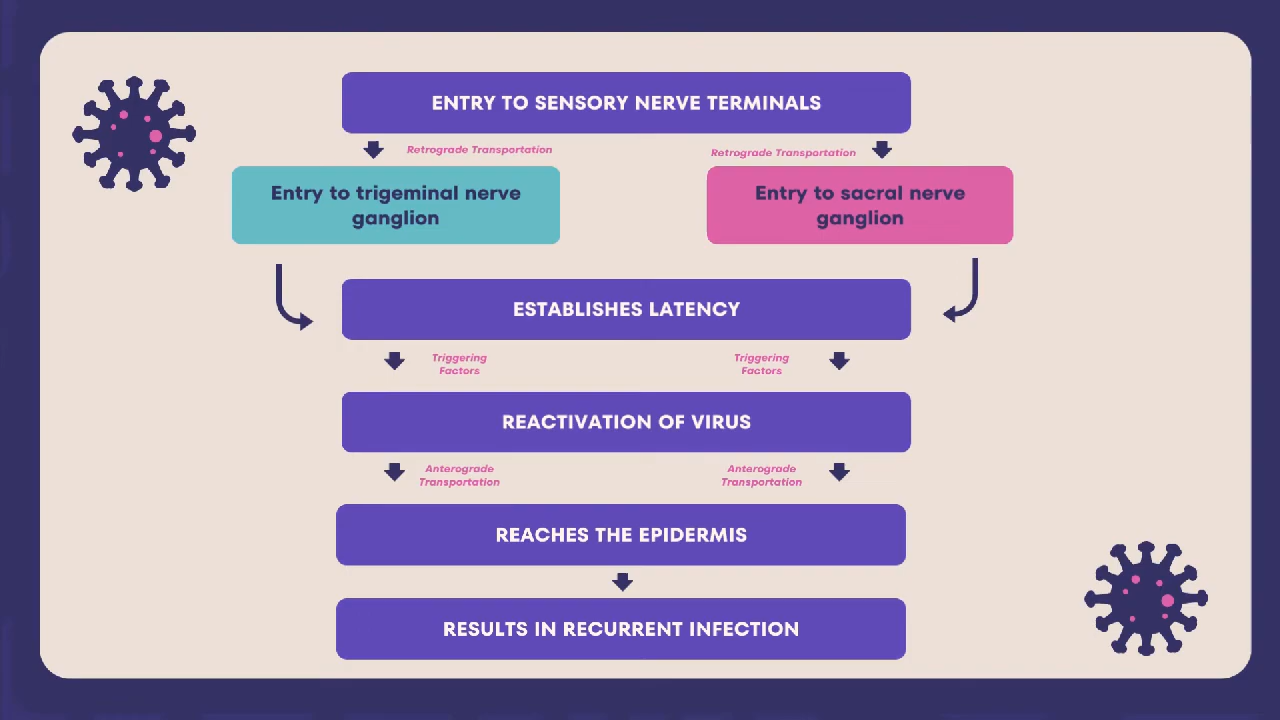 ENTRY TO SENSORY NERVE TERMINALS
Retrograde Transportation
Retrograde Transportation
Entry to trigeminal nerve
ganglion
Entry to sacral nerve
ganglion
ESTABLISHES LATENCY
Triggering
Factors
Triggering
Factors
REACTIVATION OF VIRUS
Anterograde
Transportation
Anterograde
Transportation
REACHES THE EPIDERMIS
RESULTS IN RECURRENT INFECTION